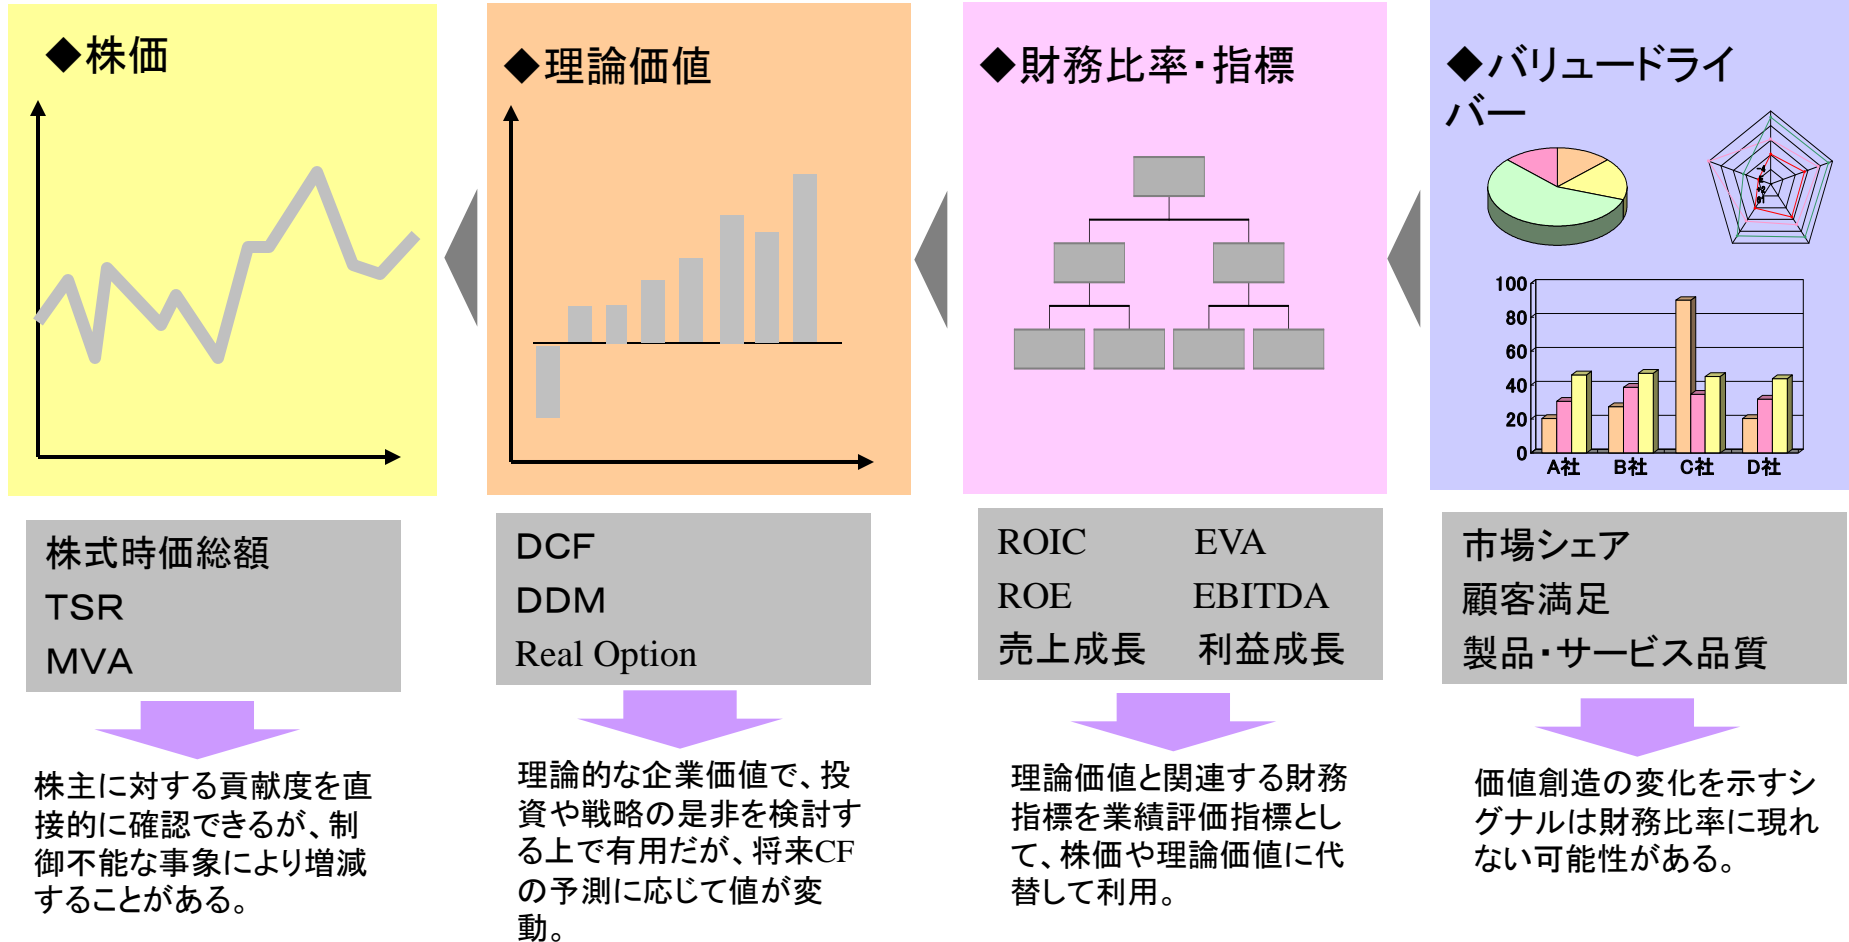 ◆株価
◆理論価値
◆財務比率・指標
◆バリュードライ
バー
100
80
60
40
20
0
A社 B社 C社 D社
株式時価総額
TSR
MVA
DCF
DDM
Real Option
ROIC EVA
ROE EBITDA
売上成長 利益成長
市場シェア
顧客満足
製品・サービス品質
株主に対する貢献度を直
接的に確認できるが、制
御不能な事象により増減
することがある。
理論的な企業価値で、投
資や戦略の是非を検討す
る上で有用だが、将来CF
の予測に応じて値が変
動。
理論価値と関連する財務
指標を業績評価指標とし
て、株価や理論価値に代
替して利用。
価値創造の変化を示すシ
グナルは財務比率に現れ
ない可能性がある。